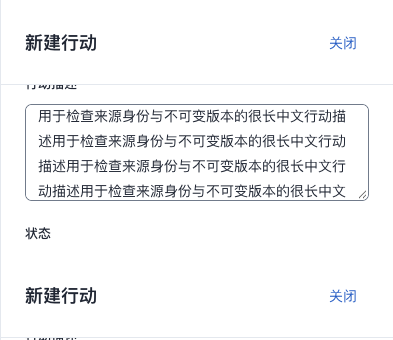 新建行动
关闭
行动描述
用于检查来源身份与不可变版本的很长中文行动描
述用于检查来源身份与不可变版本的很长中文行动
描述用于检查来源身份与不可变版本的很长中文行
动描述用于检查来源身份与不可变版本的很长中文
状态
新建行动
关闭